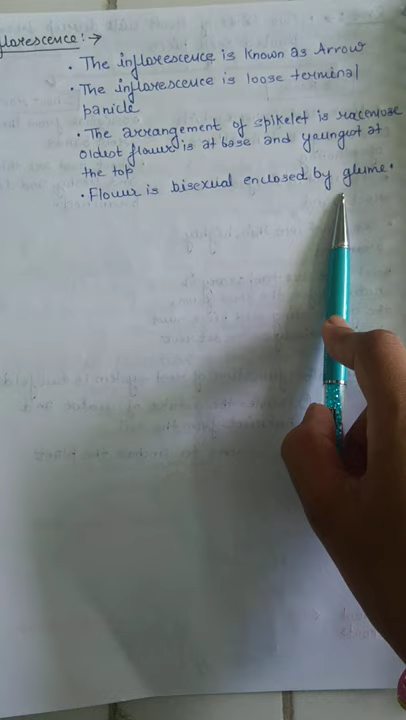 florescence :→
• The inflorescence is known as Arrow
• The inflorescence is loose terminal
panicle
• The arrangement of spikelet is racemose
oldest flower is at base and youngest at
the top
• Flower is bisexual enclosed by glume.